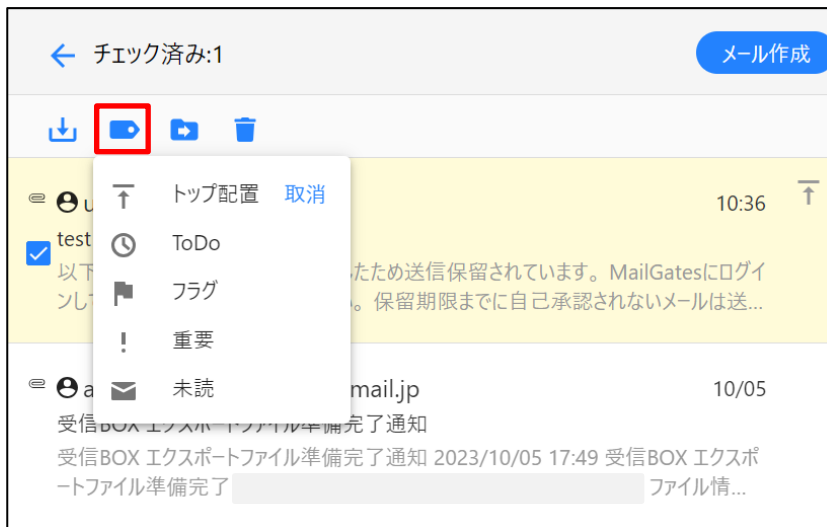 チェック済み:1
メール作成
トップ配置 取消
ToDo
フラグ
重要
未読
u
10:36
test
以下 たため送信保留されています。MailGatesにログイ
ンし 。保留期限までに自己承認されないメールは送...
a mail.jp
10/05
受信BOX エクスポートファイル準備完了通知
受信BOX エクスポートファイル準備完了通知 2023/10/05 17:49 受信BOX エクスポ
ートファイル準備完了 ファイル情...